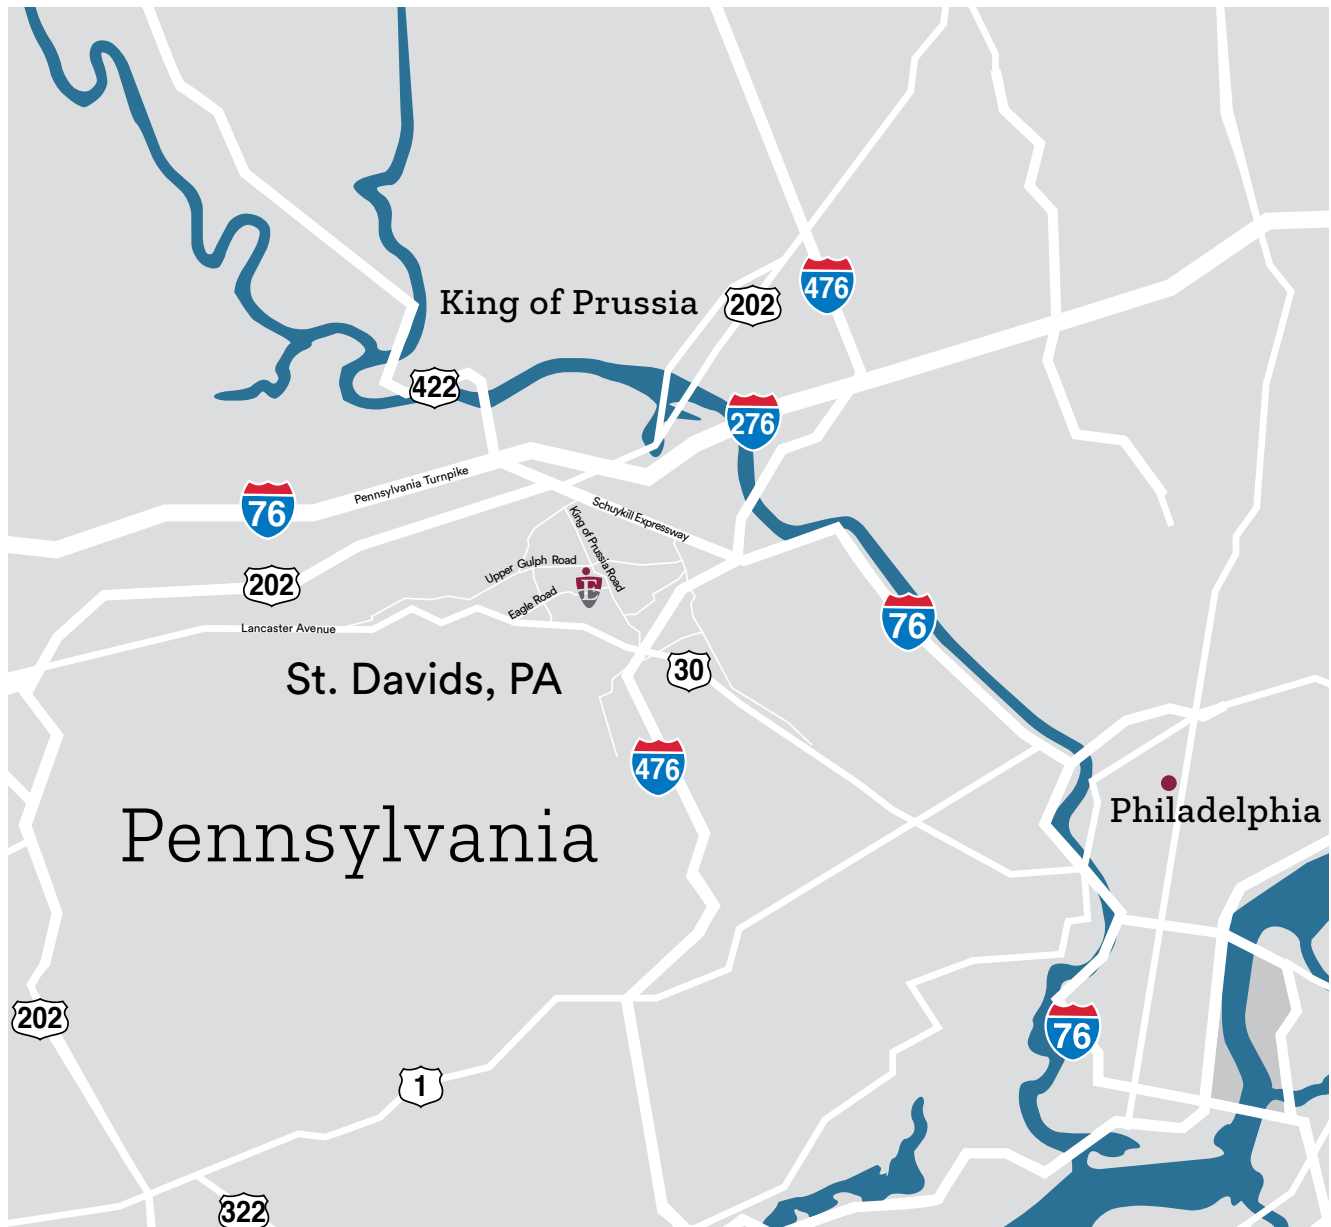 476
King of Prussia
202
422
276
Pennsylvania Turnpike
76
Schuykill Expressway
King of Prussia Road
Upper Gulph Road
202
E
Eagle Road
76
Lancaster Avenue
St. Davids, PA
30
476
Philadelphia
Pennsylvania
202
76
1
322